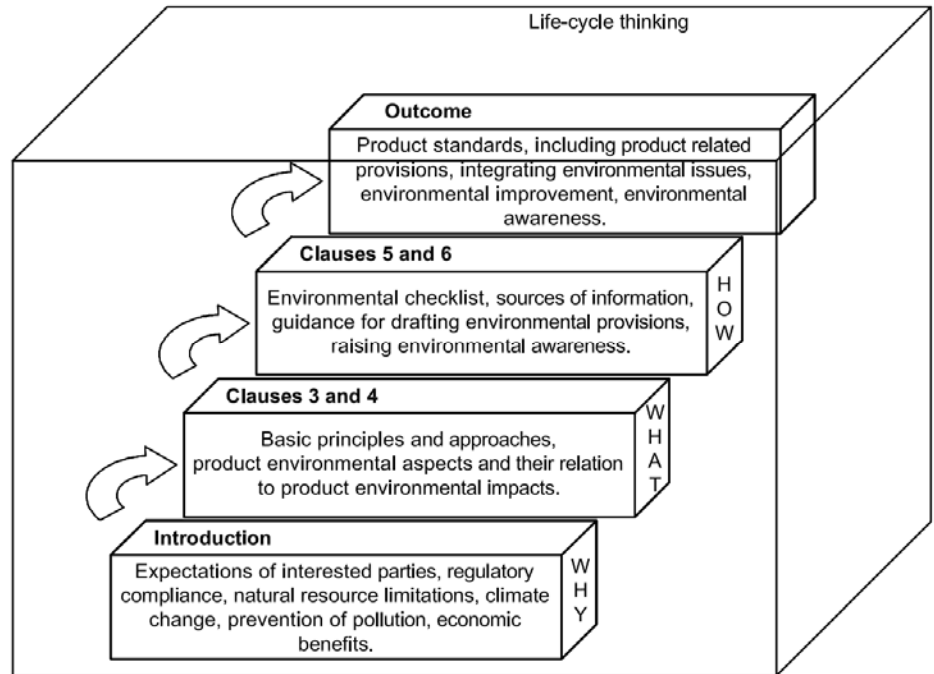 Life-cycle thinking
Outcome
Product standards, including product related
provisions, integrating environmental issues,
environmental improvement, environmental
awareness.
Clauses 5 and 6
Environmental checklist, sources of information,
guidance for drafting environmental provisions,
raising environmental awareness.
H
O
W
Clauses 3 and 4
Basic principles and approaches,
product environmental aspects and their relation
to product environmental impacts.
W
H
A
T
Introduction
Expectations of interested parties, regulatory
compliance, natural resource limitations, climate
change, prevention of pollution, economic
benefits.
W
H
Y